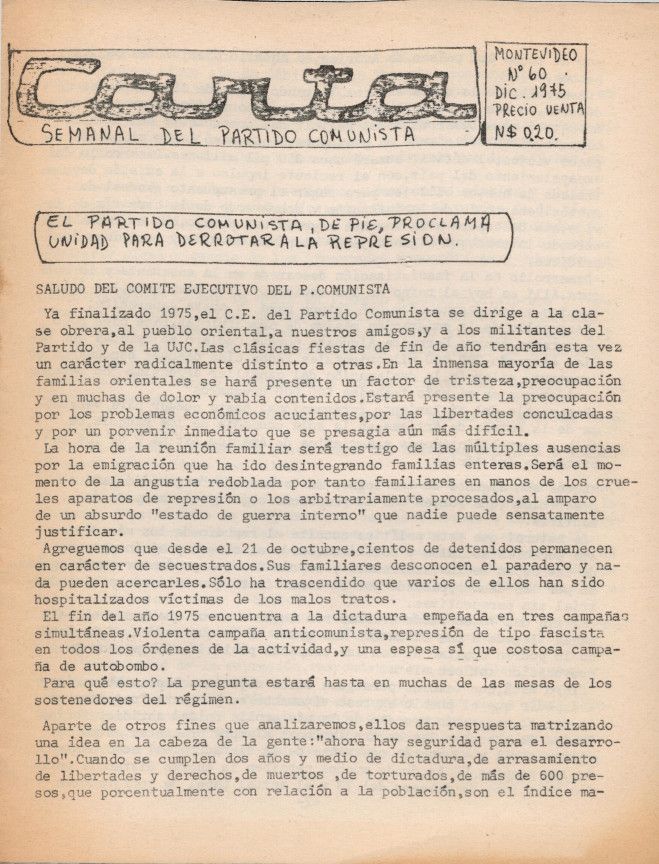 Carta
SEMANAL DEL PARTIDO COMUNISTA
MONTEVIDEO
Nº 60
DIC. 1975
PRECIO VENTA
N$ 0.20.
EL PARTIDO COMUNISTA, DE PIE, PROCLAMA
UNIDAD PARA DERROTAR A LA REPRESION.
SALUDO DEL COMITE EJECUTIVO DEL P.COMUNISTA
Ya finalizado 1975,el C.E. del Partido Comunista se dirige a la cla-
se obrera,al pueblo oriental,a nuestros amigos,y a los militantes del
Partido y de la UJC.Las clásicas fiestas de fin de año tendrán esta vez
un carácter radicalmente distinto a otras.En la inmensa mayoría de las
familias orientales se hará presente un factor de tristeza,preocupación
y en muchas de dolor y rabia contenidos.Estará presente la preocupación
por los problemas económicos acuciantes,por las libertades conculcadas
y por un porvenir inmediato que se presagia aún más difícil.
La hora de la reunión familiar será testigo de las múltiples ausencias
por la emigración que ha ido desintegrando familias enteras.Será el mo-
mento de la angustia redoblada por tanto familiares en manos de los crue-
les aparatos de represión o los arbitrariamente procesados,al amparo
de un absurdo "estado de guerra interno" que nadie puede sensatamente
justificar.
Agreguemos que desde el 21 de octubre,cientos de detenidos permanecen
en carácter de secuestrados.Sus familiares desconocen el paradero y na-
da pueden acercarles.Sólo ha trascendido que varios de ellos han sido
hospitalizados víctimas de los malos tratos.
El fin del año 1975 encuentra a la dictadura empeñada en tres campañas
simultáneas.Violenta campaña anticomunista,represión de tipo fascista
en todos los órdenes de la actividad,y una espesa sí que costosa campa-
ña de autobombo.
Para qué esto? La pregunta estará hasta en muchas de las mesas de los
sostenedores del régimen.
Aparte de otros fines que analizaremos,ellos dan respuesta matrizando
una idea en la cabeza de la gente:"ahora hay seguridad para el desarro-
llo".Cuando se cumplen dos años y medio de dictadura,de arrasamiento
de libertades y derechos,de muertos ,de torturados,de más de 600 pre-
sos,que porcentualmente con relación a la población,son el índice ma-